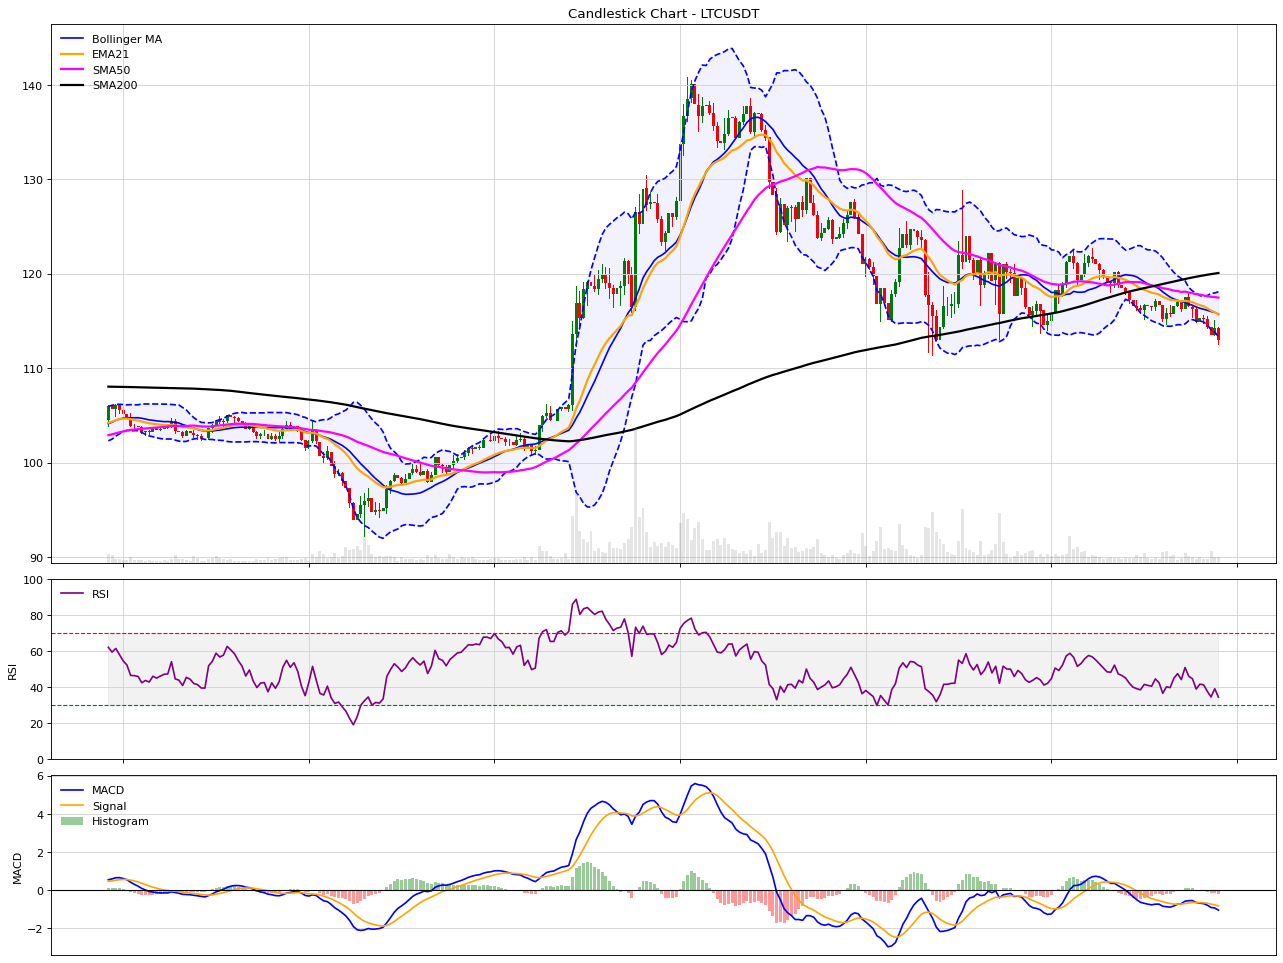 Candlestick Chart - LTCUSDT
Bollinger MA
EMA21
SMA50
SMA200
140
130
120
110
100
90
RSI
100
80
60
40
20
0
RSI
MACD
Signal
Histogram
6
4
2
0
−2
MACD